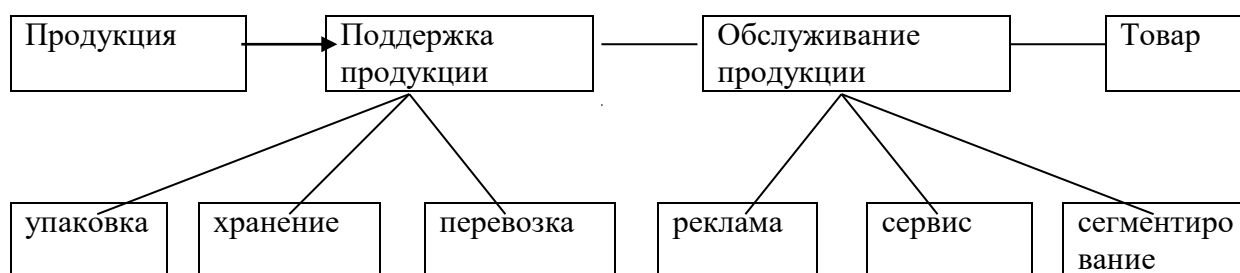 Продукция
Поддержка
продукции
Обслуживание
продукции
Товар
упаковка
хранение
перевозка
реклама
сервис
сегментиро
вание